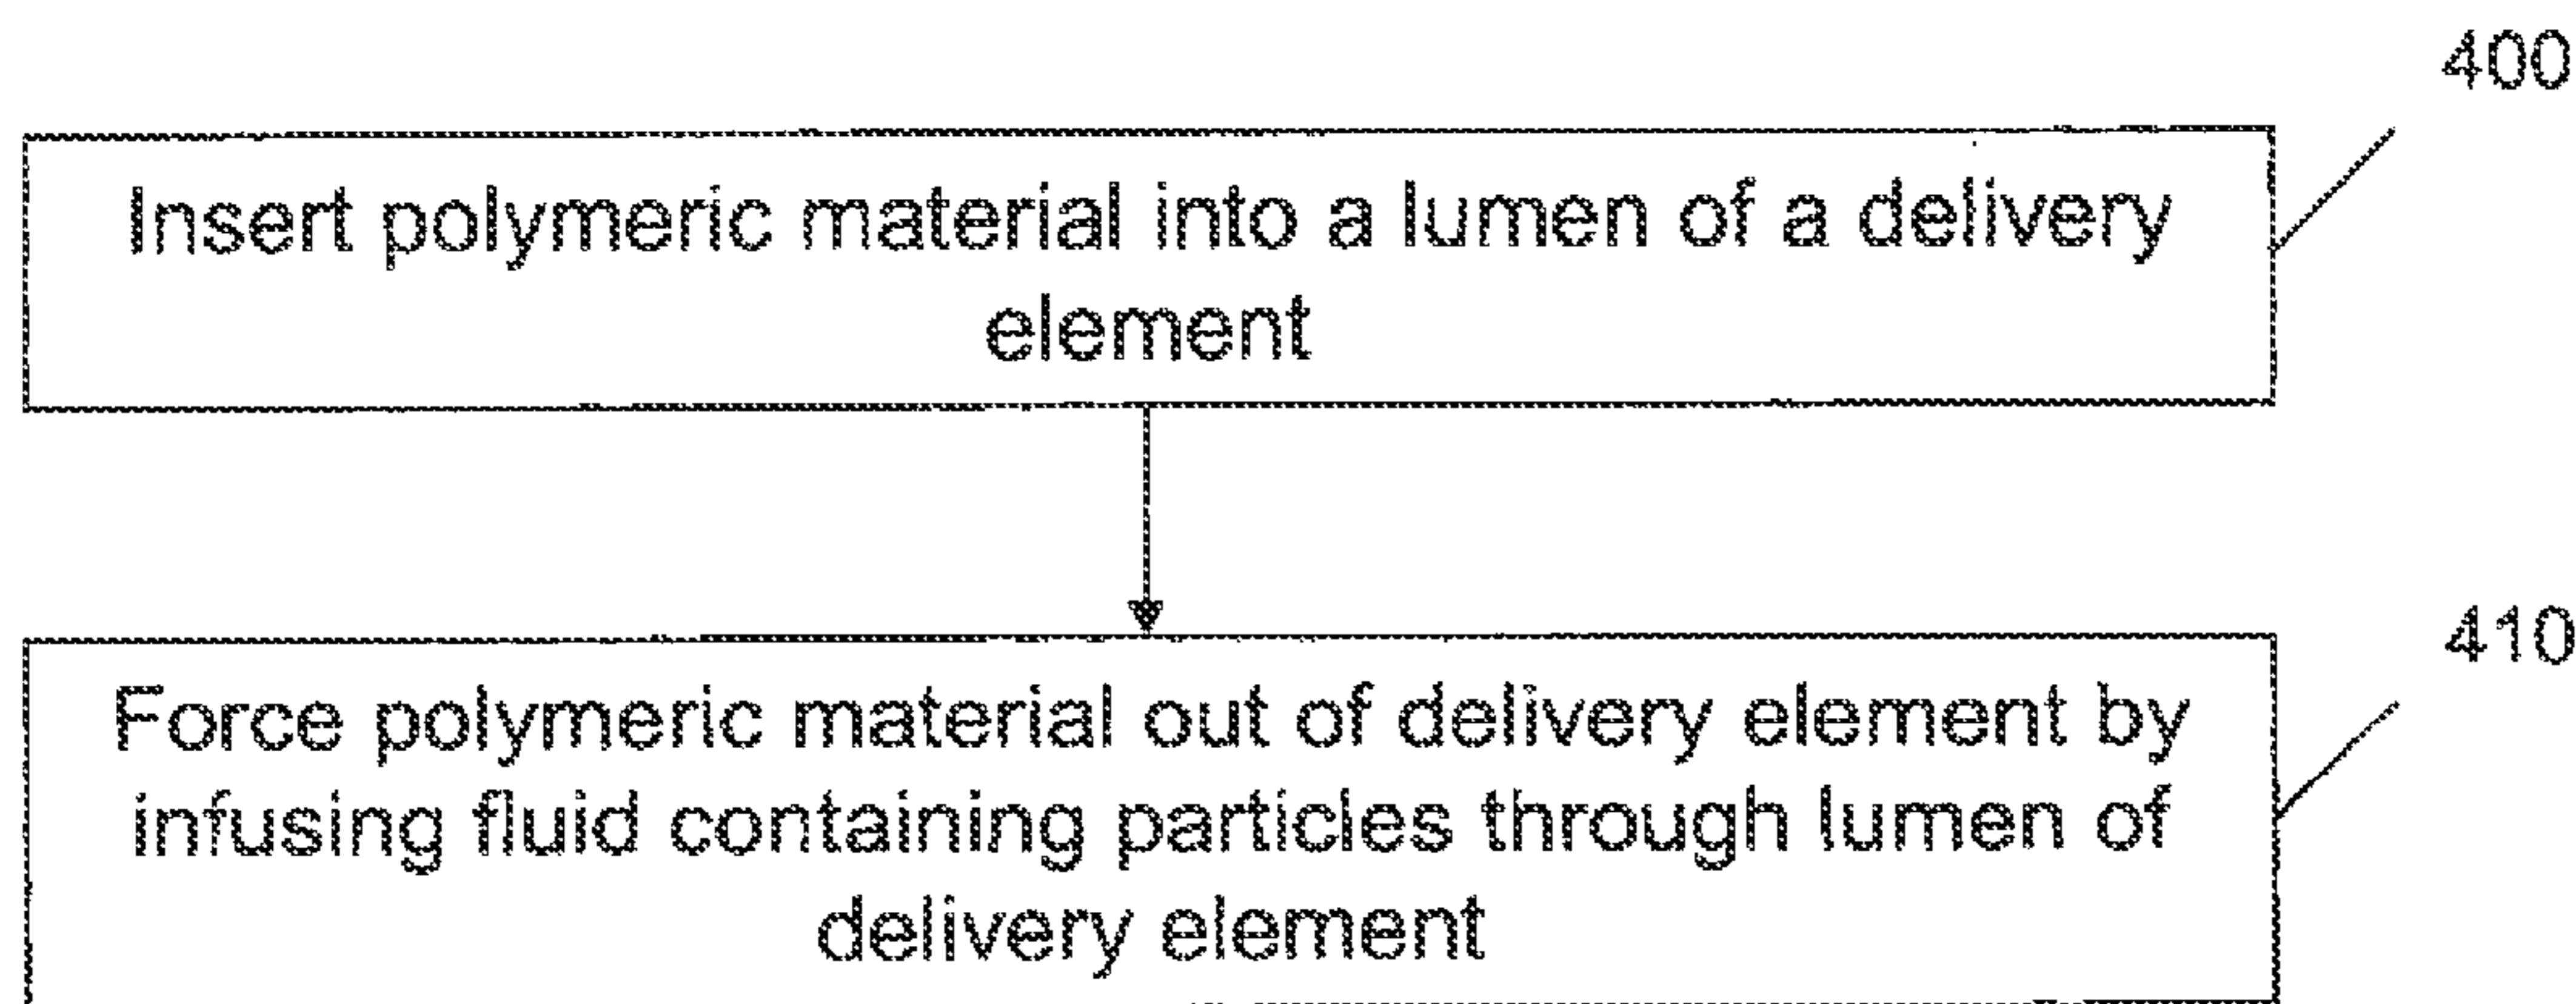 400
Insert polymeric material into a lumen of a delivery
element
410
Force polymeric material out of delivery element by
infusing fluid containing particles through lumen of
delivery element